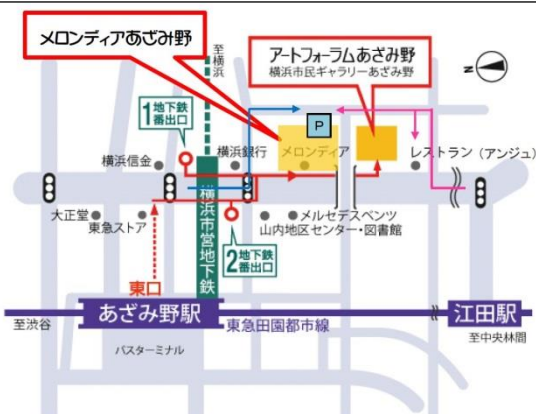 メロンディアあざみ野
至横浜
アートフォーラムあざみ野
横浜市民ギャラリーあざみ野
N
1地下鉄
番出口
P
横浜信金
横浜銀行
メロンディア
レストラン（アンジュ）
横浜市営地下鉄
大正堂
東急ストア
メルセデスベンツ
山内地区センター・図書館
2地下鉄
番出口
東口
あざみ野駅
江田駅
至渋谷
東急田園都市線
至中央林間
バスターミナル